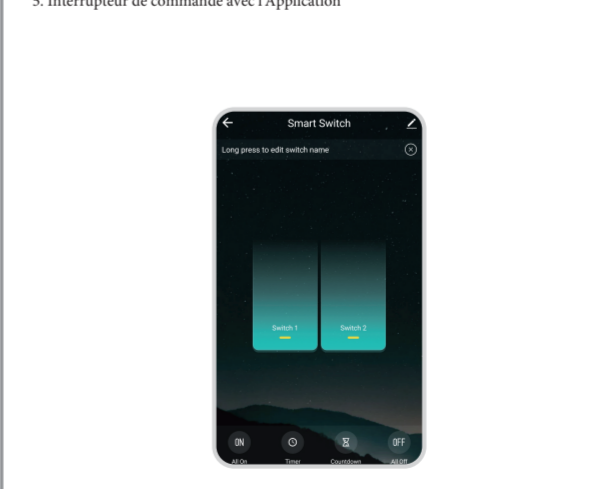 5. Interrupteur de commande avec l'Application
Smart Switch
Long press to edit switch name
Switch 1
Switch 2
ON
OFF
All On
Timer
Countdown
All Off